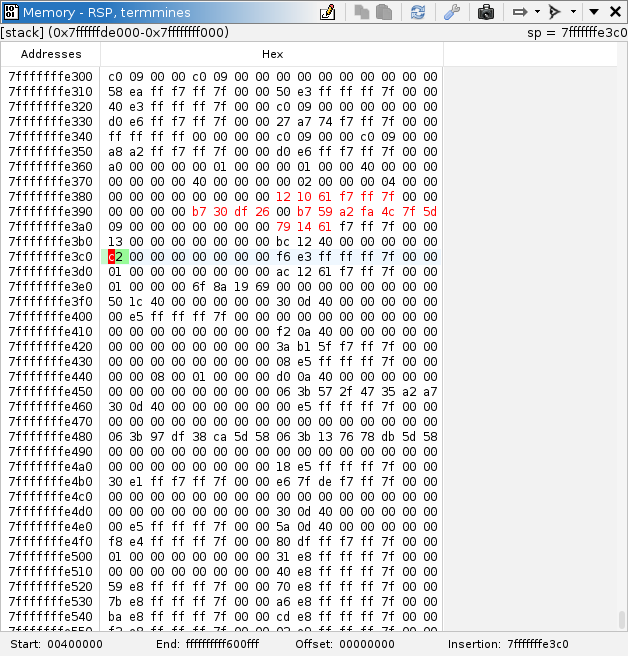 Memory - RSP, termmines
[stack] (0x7ffffffde000-0x7ffffffff000) sp = 7fffffffe3c0
Addresses Hex
7fffffffe300 c0 09 00 00 c0 09 00 00 00 00 00 00 00 00 00 00
7fffffffe310 58 ea ff f7 ff 7f 00 00 50 e3 ff ff ff 7f 00 00
7fffffffe320 40 e3 ff ff ff 7f 00 00 c0 09 00 00 00 00 00 00
7fffffffe330 d0 e6 ff f7 ff 7f 00 00 27 a7 74 f7 ff 7f 00 00
7fffffffe340 ff ff ff ff 00 00 00 00 c0 09 00 00 c0 09 00 00
7fffffffe350 a8 a2 ff f7 ff 7f 00 00 d0 e6 ff f7 ff 7f 00 00
7fffffffe360 a0 00 00 00 00 01 00 00 00 01 00 00 40 00 00 00
7fffffffe370 00 00 00 00 40 00 00 00 00 02 00 00 00 04 00 00
7fffffffe380 00 00 00 00 00 00 00 00 12 10 61 f7 ff 7f 00 00
7fffffffe390 00 00 00 00 b7 30 df 26 00 b7 59 a2 fa 4c 7f 5d
7fffffffe3a0 09 00 00 00 00 00 00 00 79 14 61 f7 ff 7f 00 00
7fffffffe3b0 13 00 00 00 00 00 00 00 bc 12 40 00 00 00 00 00
7fffffffe3c0 c2 00 00 00 00 00 00 00 f6 e3 ff ff ff 7f 00 00
7fffffffe3d0 01 00 00 00 00 00 00 00 ac 12 61 f7 ff 7f 00 00
7fffffffe3e0 01 00 00 00 6f 8a 19 69 00 00 00 00 00 00 00 00
7fffffffe3f0 50 1c 40 00 00 00 00 00 30 0d 40 00 00 00 00 00
7fffffffe400 00 e5 ff ff ff 7f 00 00 00 00 00 00 00 00 00 00
7fffffffe410 00 00 00 00 00 00 00 00 f2 0a 40 00 00 00 00 00
7fffffffe420 00 00 00 00 00 00 00 00 3a b1 5f f7 ff 7f 00 00
7fffffffe430 00 00 00 00 00 00 00 00 08 e5 ff ff ff 7f 00 00
7fffffffe440 00 00 08 00 01 00 00 00 d0 0a 40 00 00 00 00 00
7fffffffe450 00 00 00 00 00 00 00 00 06 3b 57 2f 47 35 a2 a7
7fffffffe460 30 0d 40 00 00 00 00 00 00 e5 ff ff ff 7f 00 00
7fffffffe470 00 00 00 00 00 00 00 00 00 00 00 00 00 00 00 00
7fffffffe480 06 3b 97 df 38 ca 5d 58 06 3b 13 76 78 db 5d 58
7fffffffe490 00 00 00 00 00 00 00 00 00 00 00 00 00 00 00 00
7fffffffe4a0 00 00 00 00 00 00 00 00 18 e5 ff ff ff 7f 00 00
7fffffffe4b0 30 e1 ff f7 ff 7f 00 00 e6 7f de f7 ff 7f 00 00
7fffffffe4c0 00 00 00 00 00 00 00 00 00 00 00 00 00 00 00 00
7fffffffe4d0 00 00 00 00 00 00 00 00 30 0d 40 00 00 00 00 00
7fffffffe4e0 00 e5 ff ff ff 7f 00 00 5a 0d 40 00 00 00 00 00
7fffffffe4f0 f8 e4 ff ff ff 7f 00 00 80 df ff f7 ff 7f 00 00
7fffffffe500 01 00 00 00 00 00 00 00 31 e8 ff ff ff 7f 00 00
7fffffffe510 00 00 00 00 00 00 00 00 40 e8 ff ff ff 7f 00 00
7fffffffe520 59 e8 ff ff ff 7f 00 00 70 e8 ff ff ff 7f 00 00
7fffffffe530 7b e8 ff ff ff 7f 00 00 a6 e8 ff ff ff 7f 00 00
7fffffffe540 ba e8 ff ff ff 7f 00 00 cd e8 ff ff ff 7f 00 00
Start: 00400000 End: ffffffffff600fff Offset: 00000000 Insertion: 7fffffffe3c0